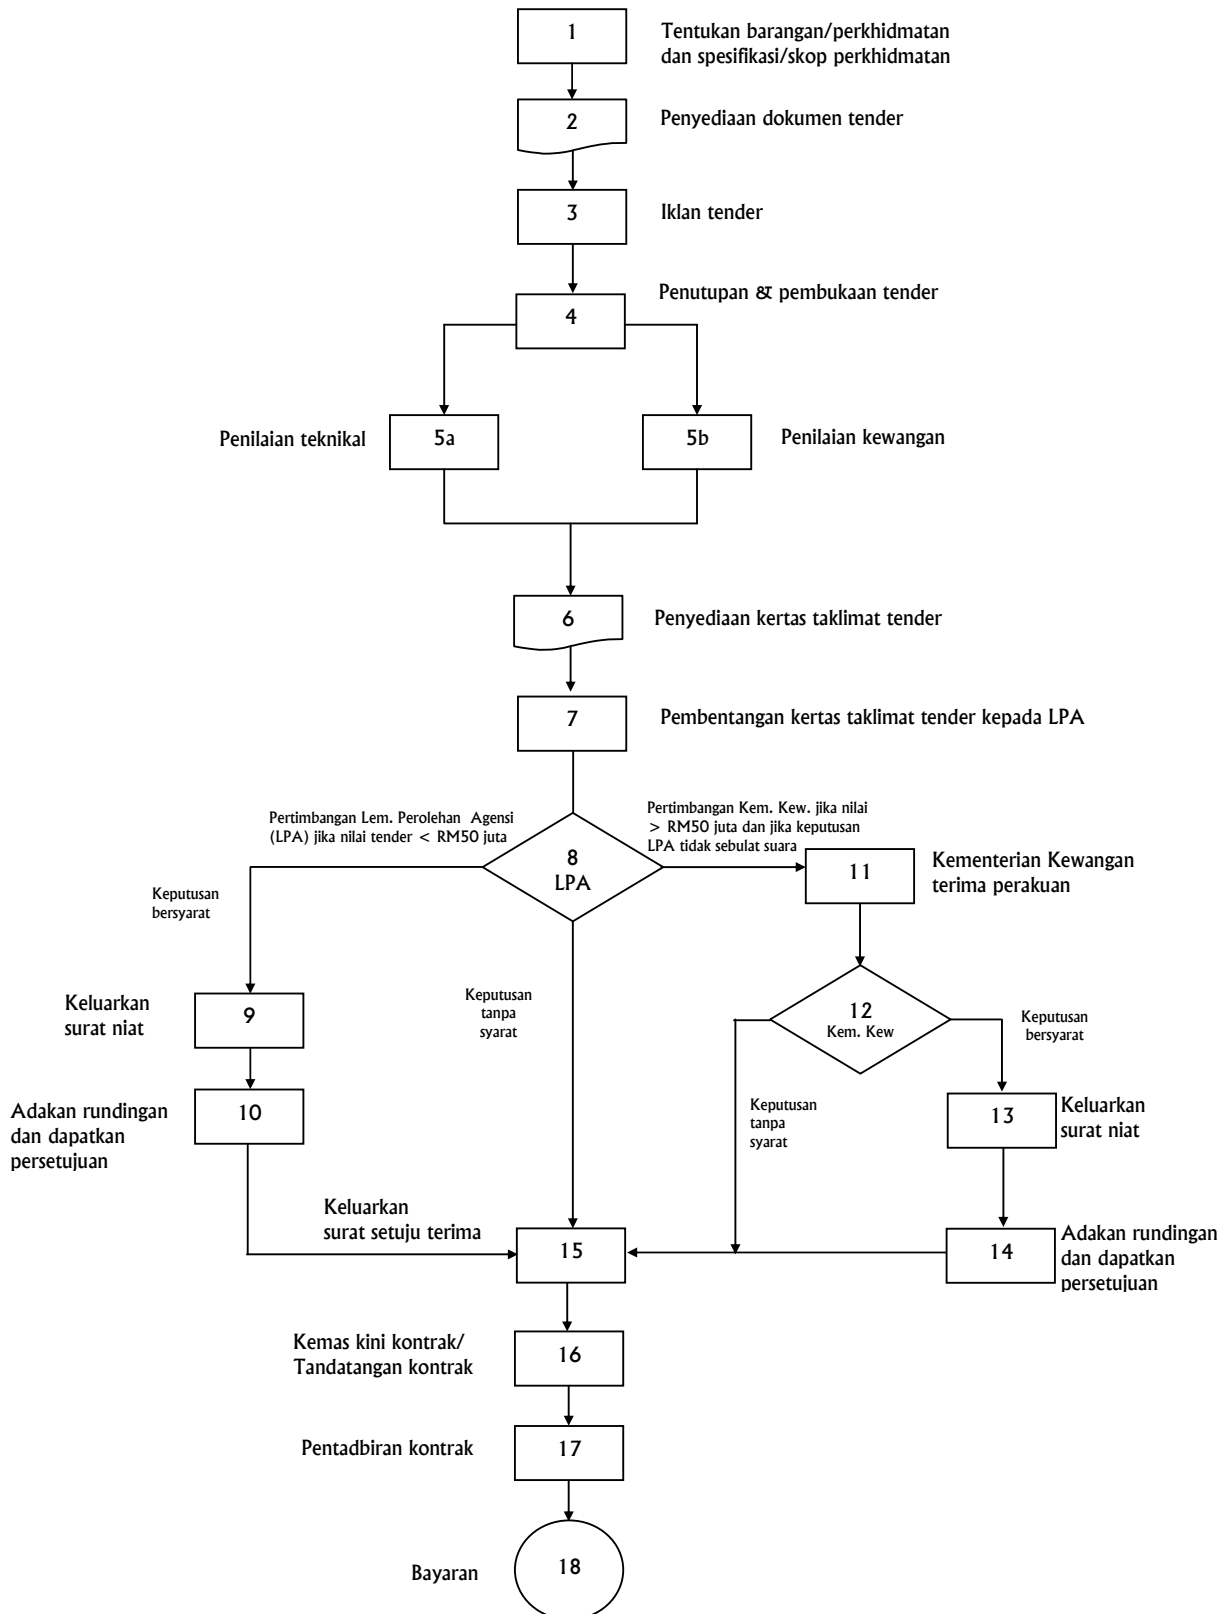 1
Tentukan barangan/perkhidmatan
dan spesifikasi/skop perkhidmatan
2
Penyediaan dokumen tender
3
Iklan tender
Penutupan & pembukaan tender
4
Penilaian teknikal
5a
5b
Penilaian kewangan
6
Penyediaan kertas taklimat tender
7
Pembentangan kertas taklimat tender kepada LPA
Pertimbangan Lem. Perolehan Agensi
(LPA) jika nilai tender < RM50 juta
Pertimbangan Kem. Kew. jika nilai
> RM50 juta dan jika keputusan
LPA tidak sebulat suara
8
LPA
11
Kementerian Kewangan
terima perakuan
Keputusan
bersyarat
Keluarkan
surat niat
9
Keputusan
tanpa
syarat
12
Kem. Kew
Keputusan
bersyarat
10
Adakan rundingan
dan dapatkan
persetujuan
Keputusan
tanpa
syarat
13
Keluarkan
surat niat
Keluarkan
surat setuju terima
15
14
Adakan rundingan
dan dapatkan
persetujuan
Kemas kini kontrak/
Tandatangan kontrak
16
Pentadbiran kontrak
17
Bayaran
18